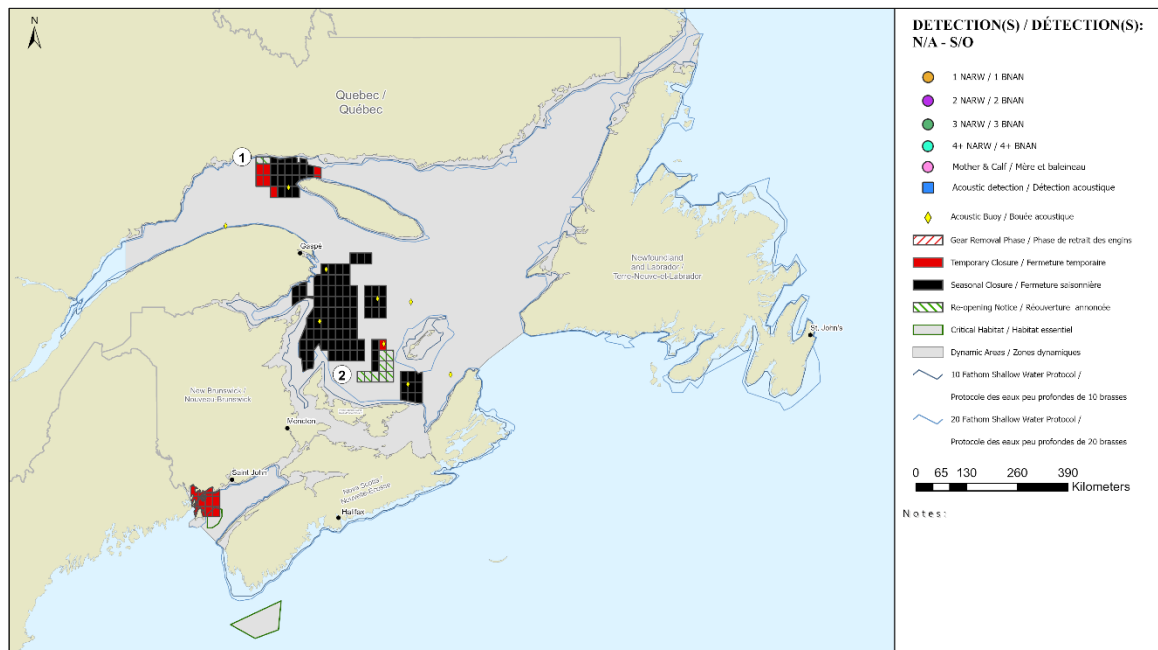 N
Quebec /
Québec
1
Gaspé
Newfoundland
and Labrador /
Terre-Neuve-et-Labrador
St. John's
2
New Brunswick /
Nouveau-Brunswick
Moncton
Saint John
Nova Scotia /
Nouvelle-Écosse
Halifax
DETECTION(S) / DÉTECTION(S):
N/A - S/O
1 NARW / 1 BNAN
2 NARW / 2 BNAN
3 NARW / 3 BNAN
4+ NARW / 4+ BNAN
Mother & Calf / Mère et baleineau
Acoustic detection / Détection acoustique
Acoustic Buoy / Bouée acoustique
Gear Removal Phase / Phase de retrait des engins
Temporary Closure / Fermeture temporaire
Seasonal Closure / Fermeture saisonnière
Re-opening Notice / Réouverture annoncée
Critical Habitat / Habitat essentiel
Dynamic Areas / Zones dynamiques
10 Fathom Shallow Water Protocol /
Protocole des eaux peu profondes de 10 brasses
20 Fathom Shallow Water Protocol /
Protocole des eaux peu profondes de 20 brasses
0 65 130 260 390
Kilometers
Notes: